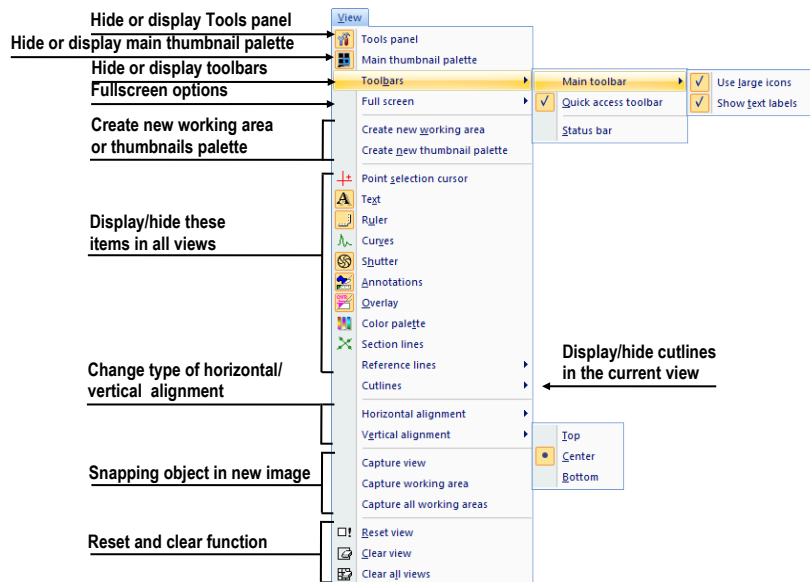 View
Hide or display Tools panel
Tools panel
Hide or display main thumbnail palette
Main thumbnail palette
Hide or display toolbars
Toolbars
Main toolbar
Use large icons
Fullscreen options
Full screen
Quick access toolbar
Show text labels
Create new working area
or thumbnails palette
Create new working area
Status bar
Create new thumbnail palette
Point selection cursor
Text
Display/hide these
items in all views
Ruler
Curves
Shutter
Annotations
Overlay
Color palette
Section lines
Reference lines
Cutlines
Display/hide cutlines
in the current view
Change type of horizontal/
vertical alignment
Horizontal alignment
Vertical alignment
Top
Center
Bottom
Snapping object in new image
Capture view
Capture working area
Capture all working areas
Reset and clear function
Reset view
Clear view
Clear all views